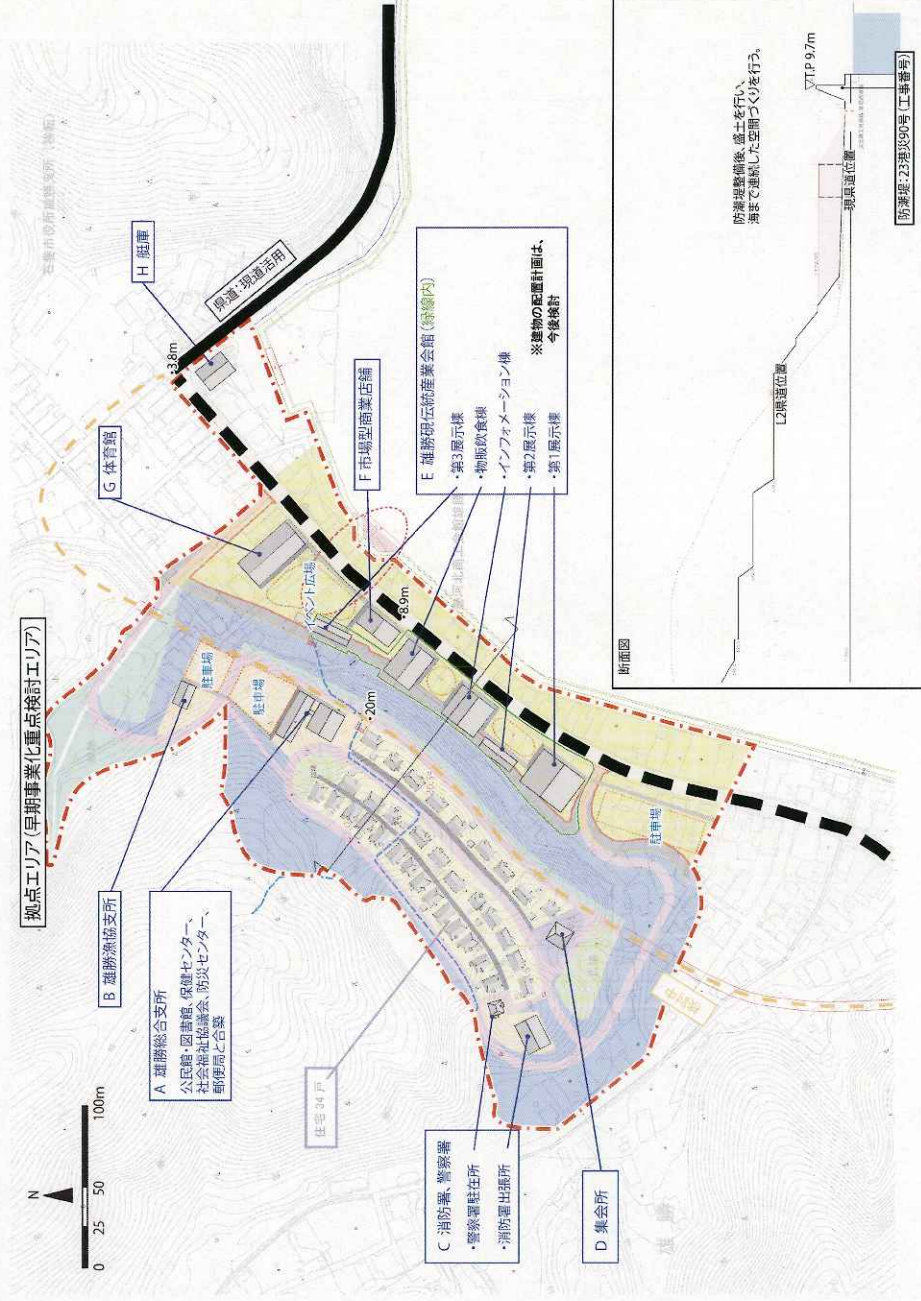 拠点エリア(早期事業化重点検討エリア)
N
0
25
50
100m
B 雄勝漁協支所
A 雄勝総合支所
公民館・図書館、保健センター、
社会福祉協議会、防災センター、
郵便局と合築
住宅34戸
C 消防署、警察署
・警察署駐在所
・消防署出張所
D 集会所
G 体育館
H 艇庫
県道:現道活用
・3.8m
F 市場型商業店舗
E 雄勝硯伝統産業会館(緑線内)
・第3展示棟
・物販飲食棟
・インフォメーション棟
・第2展示棟
・第1展示棟
※建物の配置計画は、
今後検討
駐車場
駐車場
イベント広場
・8.9m
・20m
駐車場
検討中
雄勝
断面図
防潮堤整備後、盛土を行い、
海まで連続した空間づくりを行う。
▽T.P 9.7m
L2県道位置
現県道位置
防潮堤:23港災90号(工事番号)